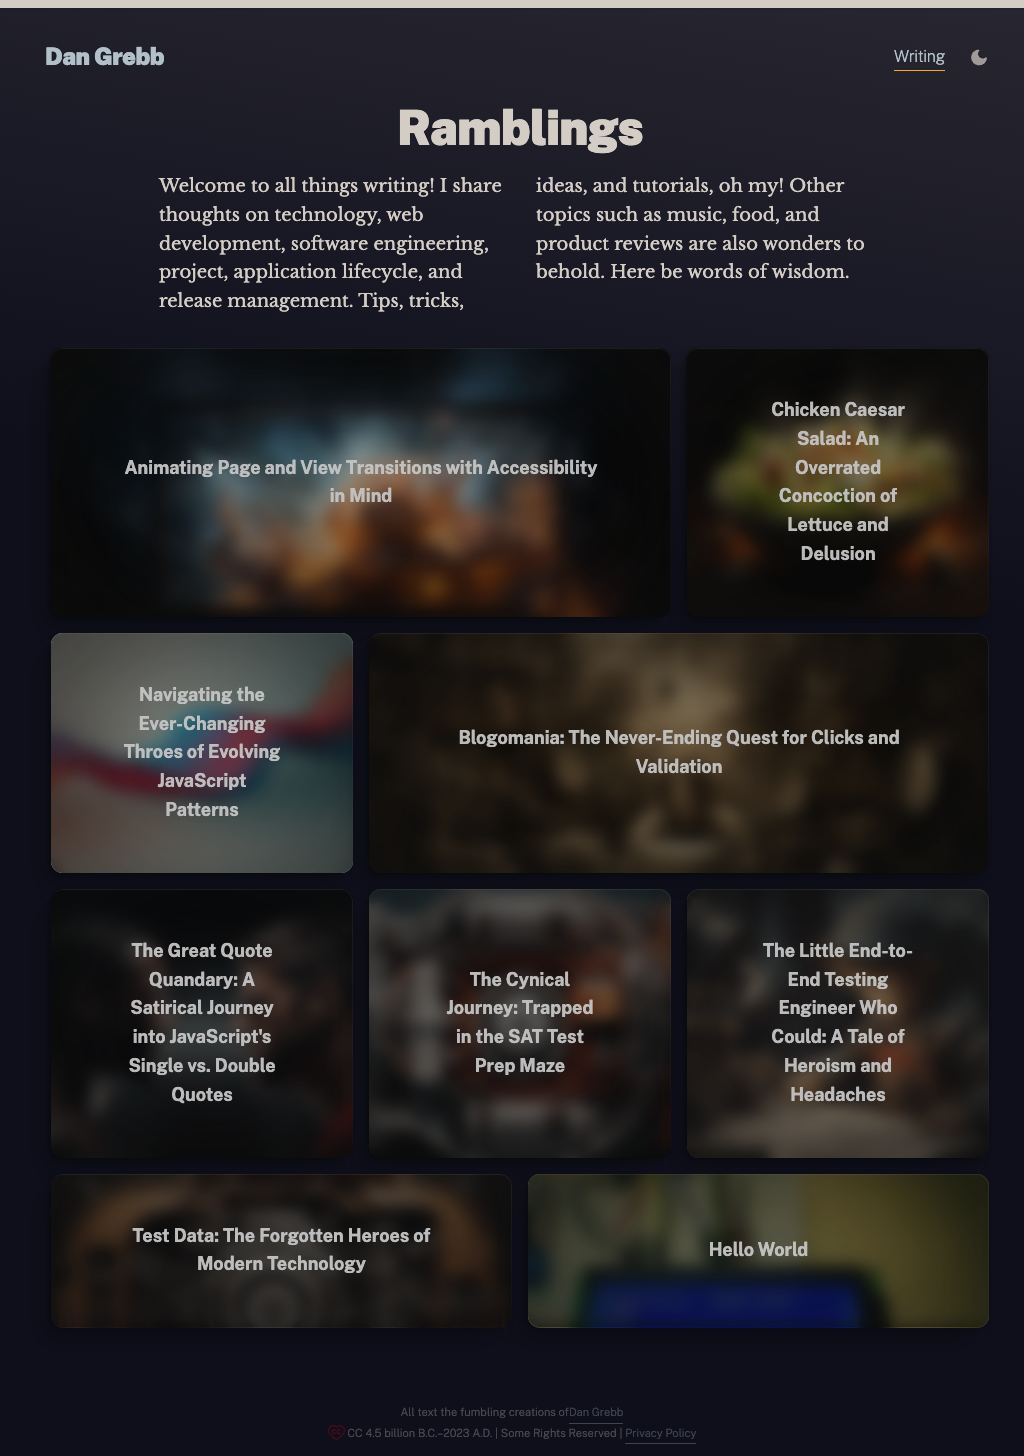 Dan Grebb
Writing
Ramblings
Welcome to all things writing! I share
thoughts on technology, web
development, software engineering,
project, application lifecycle, and
release management. Tips, tricks,
ideas, and tutorials, oh my! Other
topics such as music, food, and
product reviews are also wonders to
behold. Here be words of wisdom.
Animating Page and View Transitions with Accessibility
in Mind
Chicken Caesar
Salad: An
Overrated
Concoction of
Lettuce and
Delusion
Navigating the
Ever-Changing
Throes of Evolving
JavaScript
Patterns
Blogomania: The Never-Ending Quest for Clicks and
Validation
The Great Quote
Quandary: A
Satirical Journey
into JavaScript's
Single vs. Double
Quotes
The Cynical
Journey: Trapped
in the SAT Test
Prep Maze
The Little End-to-
End Testing
Engineer Who
Could: A Tale of
Heroism and
Headaches
Test Data: The Forgotten Heroes of
Modern Technology
Hello World
All text the fumbling creations ofDan Grebb
CC 4.5 billion B.C.–2023 A.D. | Some Rights Reserved | Privacy Policy